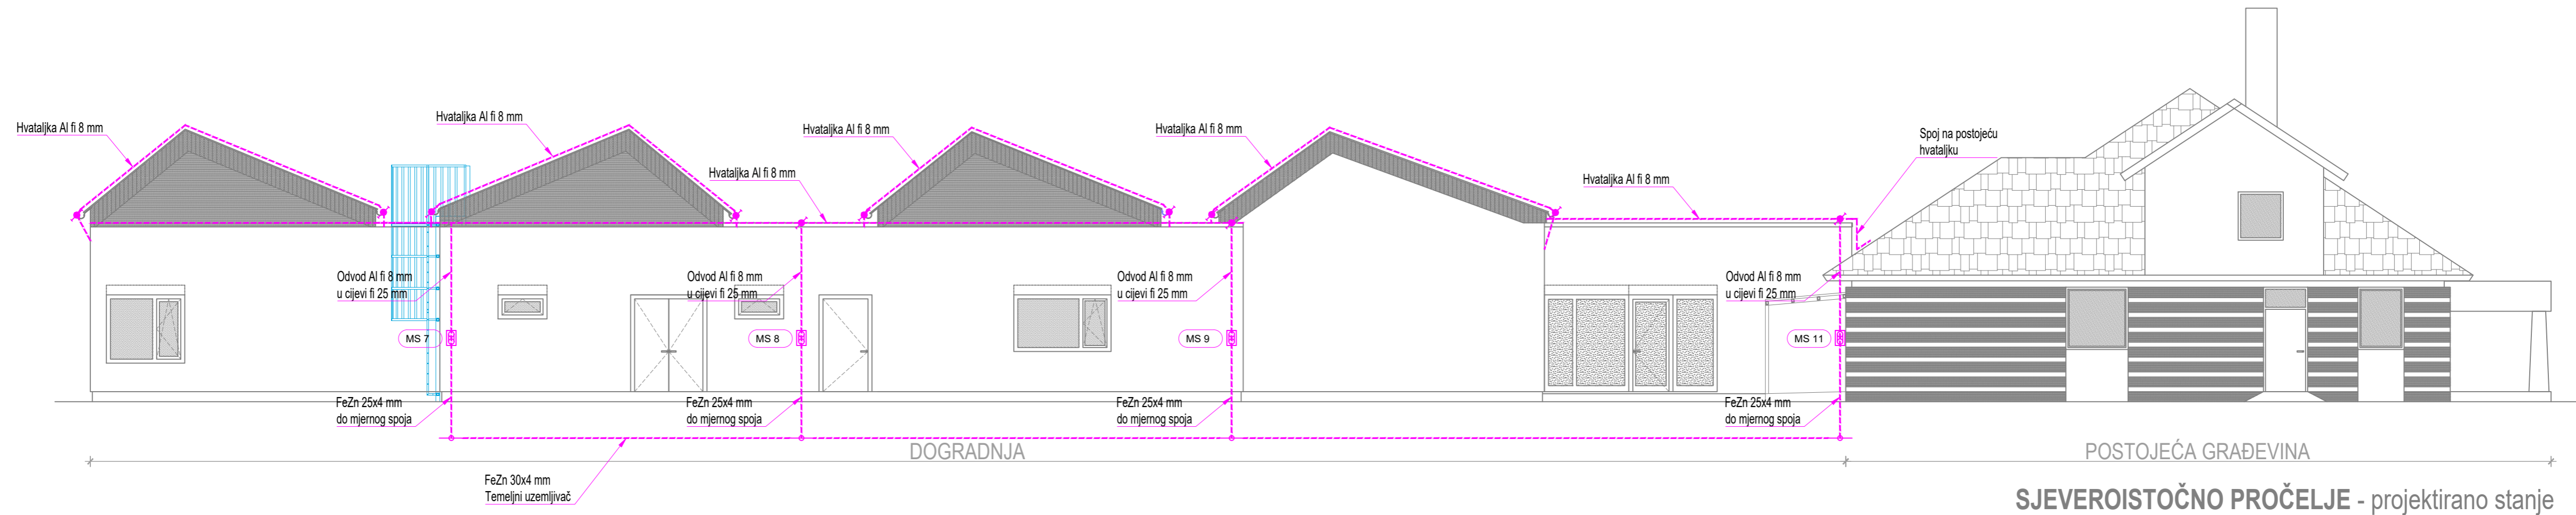 Hvataljka Al fi 8 mm
Hvataljka Al fi 8 mm
Hvataljka Al fi 8 mm
Hvataljka Al fi 8 mm
Hvataljka Al fi 8 mm
Hvataljka Al fi 8 mm
Spoj na postojeću
hvataljku
Odvod Al fi 8 mm
u cijevi fi 25 mm
Odvod Al fi 8 mm
u cijevi fi 25 mm
Odvod Al fi 8 mm
u cijevi fi 25 mm
Odvod Al fi 8 mm
u cijevi fi 25 mm
MS 7
MS 8
MS 9
MS 11
FeZn 25x4 mm
do mjernog spoja
FeZn 25x4 mm
do mjernog spoja
FeZn 25x4 mm
do mjernog spoja
FeZn 25x4 mm
do mjernog spoja
DOGRADNJA
POSTOJEĆA GRAĐEVINA
FeZn 30x4 mm
Temeljni uzemljivač
SJEVEROISTOČNO PROČELJE - projektirano stanje